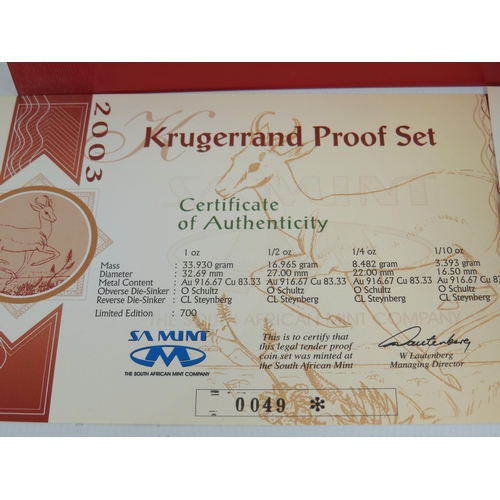 2003
Krugerrand Proof Set
Certificate
of Authenticity
1 oz 1/2 oz 1/4 oz 1/10 oz
Mass : 33.930 gram 16.965 gram 8.482 gram 3.393 gram
Diameter : 32.69 mm 27.00 mm 22.00 mm 16.50 mm
Metal Content : Au 916.67 Cu 83.33 Au 916.67 Cu 83.33 Au 916.67 Cu 83.33 Au 916.67 Cu 83.33
Obverse Die-Sinker : O Schultz O Schultz O Schultz O Schultz
Reverse Die-Sinker : CL Steynberg CL Steynberg CL Steynberg CL Steynberg
Limited Edition : 700
SA MINT
THE SOUTH AFRICAN MINT COMPANY
This is to certify that
this legal tender proof
coin set was minted at
the South African Mint
W Lautenberg
Managing Director
0049 *